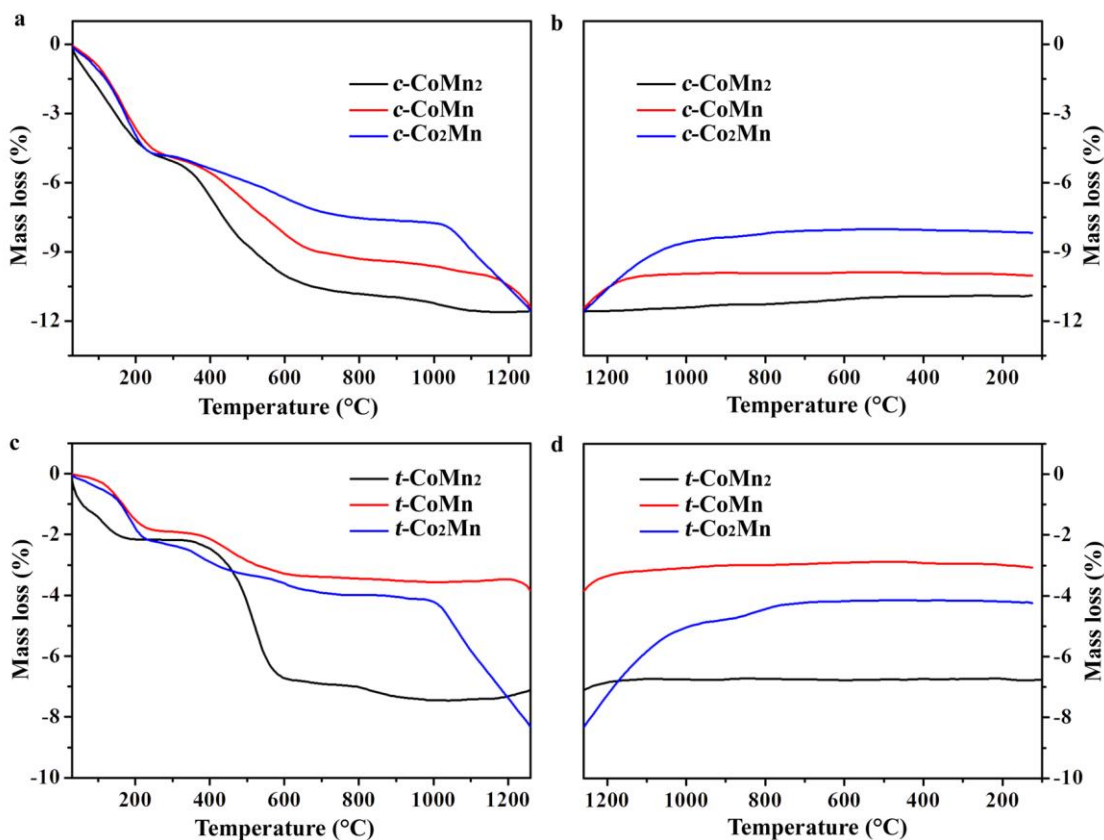 a
0
-3
-6
-9
-12
Mass loss (%)
c-CoMn₂
c-CoMn
c-Co₂Mn
200 400 600 800 1000 1200
Temperature (°C)
b
0
-3
-6
-9
-12
Mass loss (%)
c-CoMn₂
c-CoMn
c-Co₂Mn
1200 1000 800 600 400 200
Temperature (°C)
c
0
-2
-4
-6
-8
-10
Mass loss (%)
t-CoMn₂
t-CoMn
t-Co₂Mn
200 400 600 800 1000 1200
Temperature (°C)
d
0
-2
-4
-6
-8
-10
Mass loss (%)
t-CoMn₂
t-CoMn
t-Co₂Mn
1200 1000 800 600 400 200
Temperature (°C)